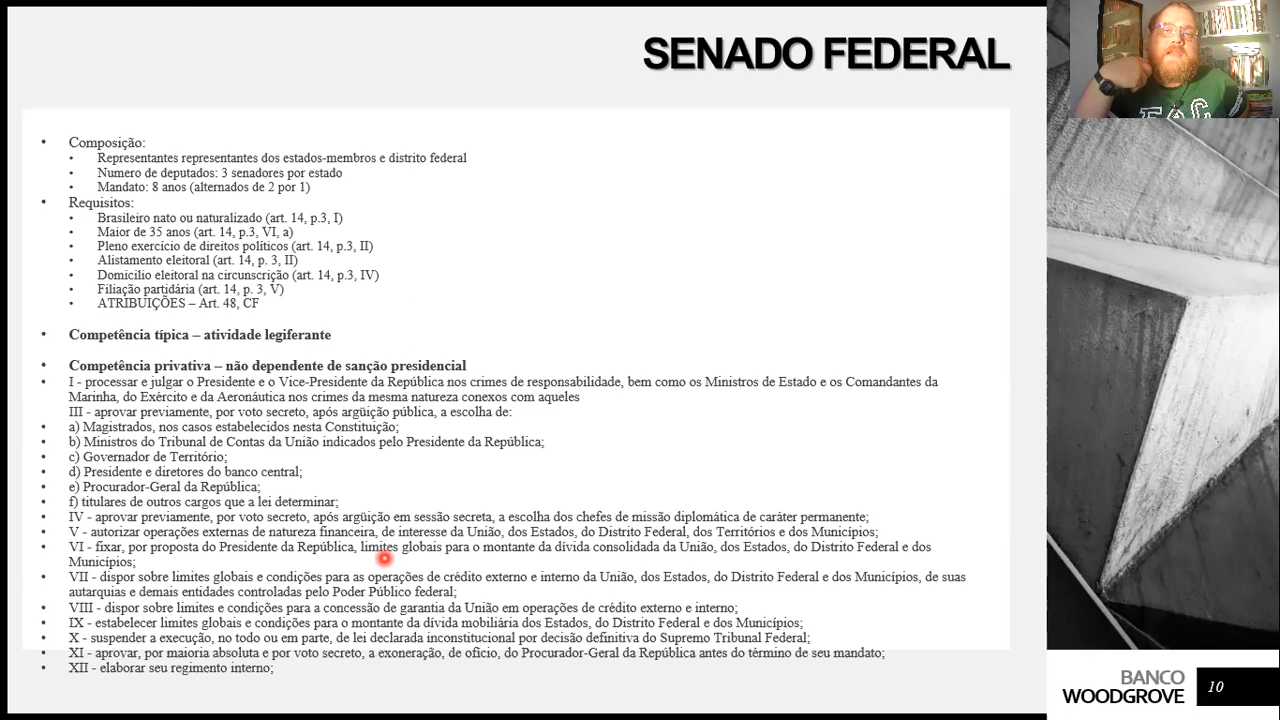 SENADO FEDERAL
• Composição:
• Representantes representantes dos estados-membros e distrito federal
• Numero de deputados: 3 senadores por estado
• Mandato: 8 anos (alternados de 2 por 1)
• Requisitos:
• Brasileiro nato ou naturalizado (art. 14, p.3, I)
• Maior de 35 anos (art. 14, p.3, VI, a)
• Pleno exercício de direitos políticos (art. 14, p.3, II)
• Alistamento eleitoral (art. 14, p. 3, II)
• Domicilio eleitoral na circunscrição (art. 14, p.3, IV)
• Filiação partidária (art. 14, p. 3, V)
• ATRIBUIÇÕES – Art. 48, CF
• Competência típica – atividade legiferante
• Competência privativa – não dependente de sanção presidencial
• I - processar e julgar o Presidente e o Vice-Presidente da República nos crimes de responsabilidade, bem como os Ministros de Estado e os Comandantes da
Marinha, do Exército e da Aeronáutica nos crimes da mesma natureza conexos com aqueles
III - aprovar previamente, por voto secreto, após argüição pública, a escolha de:
• a) Magistrados, nos casos estabelecidos nesta Constituição;
• b) Ministros do Tribunal de Contas da União indicados pelo Presidente da República;
• c) Governador de Território;
• d) Presidente e diretores do banco central;
• e) Procurador-Geral da República;
• f) titulares de outros cargos que a lei determinar;
• IV - aprovar previamente, por voto secreto, após argüição em sessão secreta, a escolha dos chefes de missão diplomática de caráter permanente;
• V - autorizar operações externas de natureza financeira, de interesse da União, dos Estados, do Distrito Federal, dos Territórios e dos Municípios;
• VI - fixar, por proposta do Presidente da República, limites globais para o montante da dívida consolidada da União, dos Estados, do Distrito Federal e dos
Municípios;
• VII - dispor sobre limites globais e condições para as operações de crédito externo e interno da União, dos Estados, do Distrito Federal e dos Municípios, de suas
autarquias e demais entidades controladas pelo Poder Público federal;
• VIII - dispor sobre limites e condições para a concessão de garantia da União em operações de crédito externo e interno;
• IX - estabelecer limites globais e condições para o montante da dívida mobiliária dos Estados, do Distrito Federal e dos Municípios;
• X - suspender a execução, no todo ou em parte, de lei declarada inconstitucional por decisão definitiva do Supremo Tribunal Federal;
• XI - aprovar, por maioria absoluta e por voto secreto, a exoneração, de ofício, do Procurador-Geral da República antes do término de seu mandato;
• XII - elaborar seu regimento interno;
BANCO
WOODGROVE
10